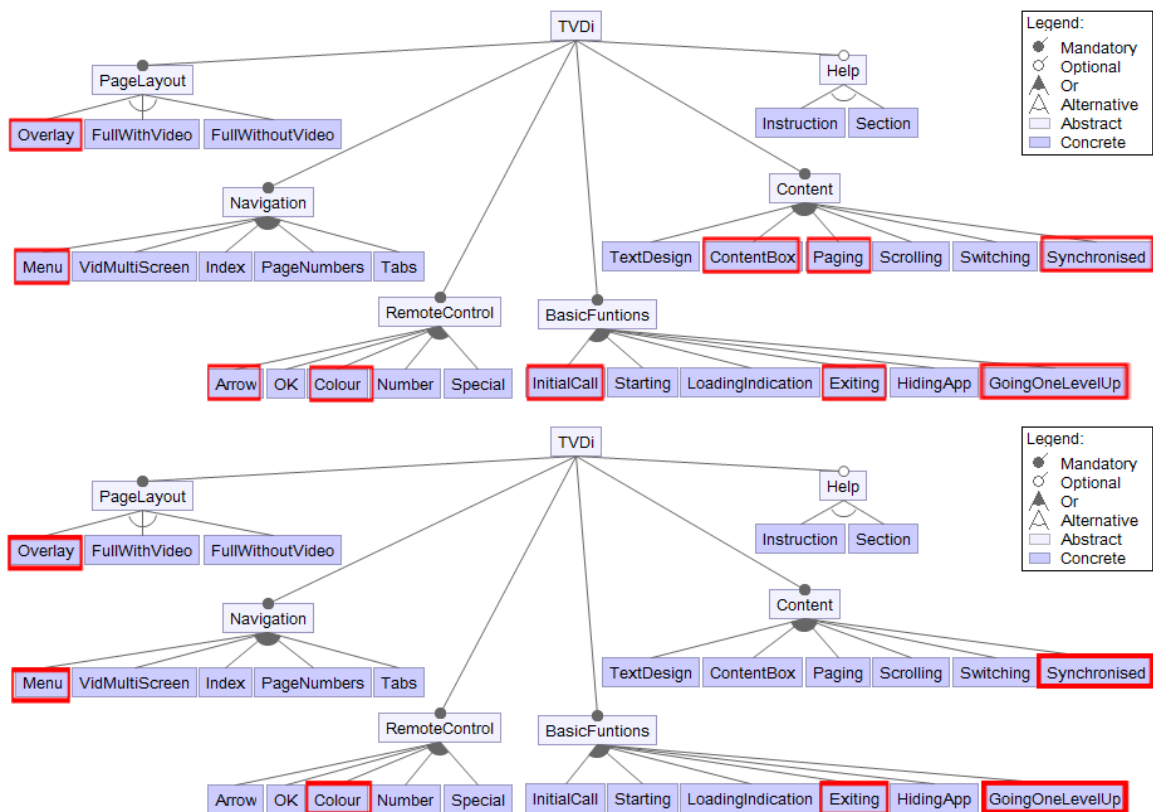 TVDi
Legend:
Mandatory
Optional
Or
Alternative
Abstract
Concrete
PageLayout
Help
Overlay FullWithVideo FullWithoutVideo
Instruction Section
Navigation
Content
Menu VidMultiScreen Index PageNumbers Tabs
TextDesign ContentBox Paging Scrolling Switching Synchronised
RemoteControl
BasicFuntions
Arrow OK Colour Number Special
InitialCall Starting LoadingIndication Exiting HidingApp GoingOneLevelUp
TVDi
Legend:
Mandatory
Optional
Or
Alternative
Abstract
Concrete
PageLayout
Help
Overlay FullWithVideo FullWithoutVideo
Instruction Section
Navigation
Content
Menu VidMultiScreen Index PageNumbers Tabs
TextDesign ContentBox Paging Scrolling Switching Synchronised
RemoteControl
BasicFuntions
Arrow OK Colour Number Special
InitialCall Starting LoadingIndication Exiting HidingApp GoingOneLevelUp